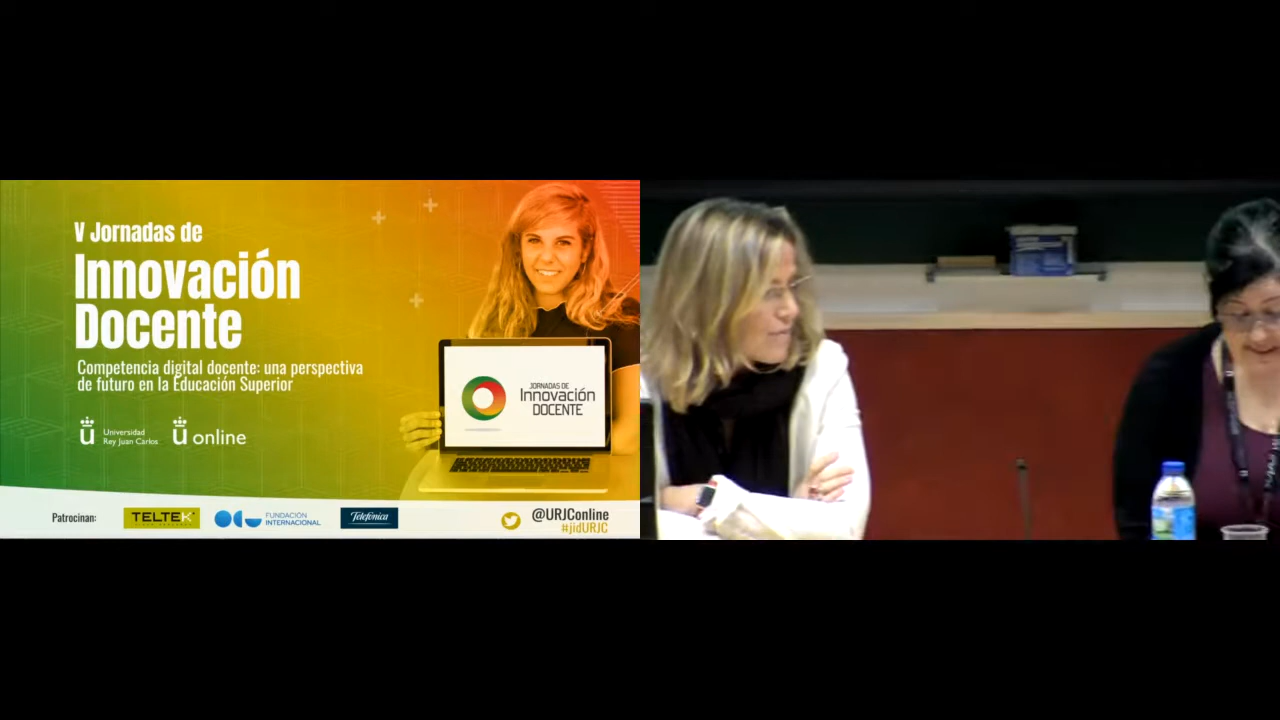 V Jornadas de
Innovación
Docente
Competencia digital docente: una perspectiva
de futuro en la Educación Superior
Universidad
Rey Juan Carlos
online
JORNADAS DE
Innovación
DOCENTE
Patrocinan:
TELTEK
FUNDACIÓN
INTERNACIONAL
Telefónica
@URJConline
#jidURJC